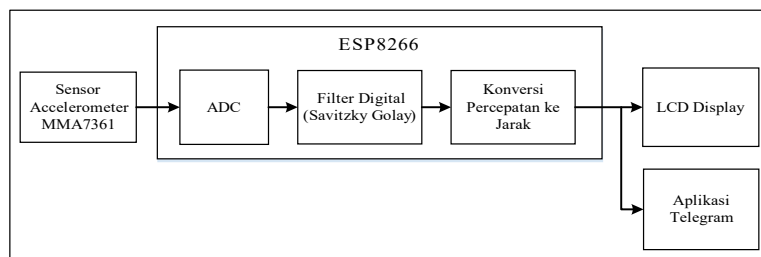 ESP8266
Sensor
Accelerometer
MMA7361
ADC
Filter Digital
(Savitzky Golay)
Konversi
Percepatan ke
Jarak
LCD Display
Aplikasi
Telegram